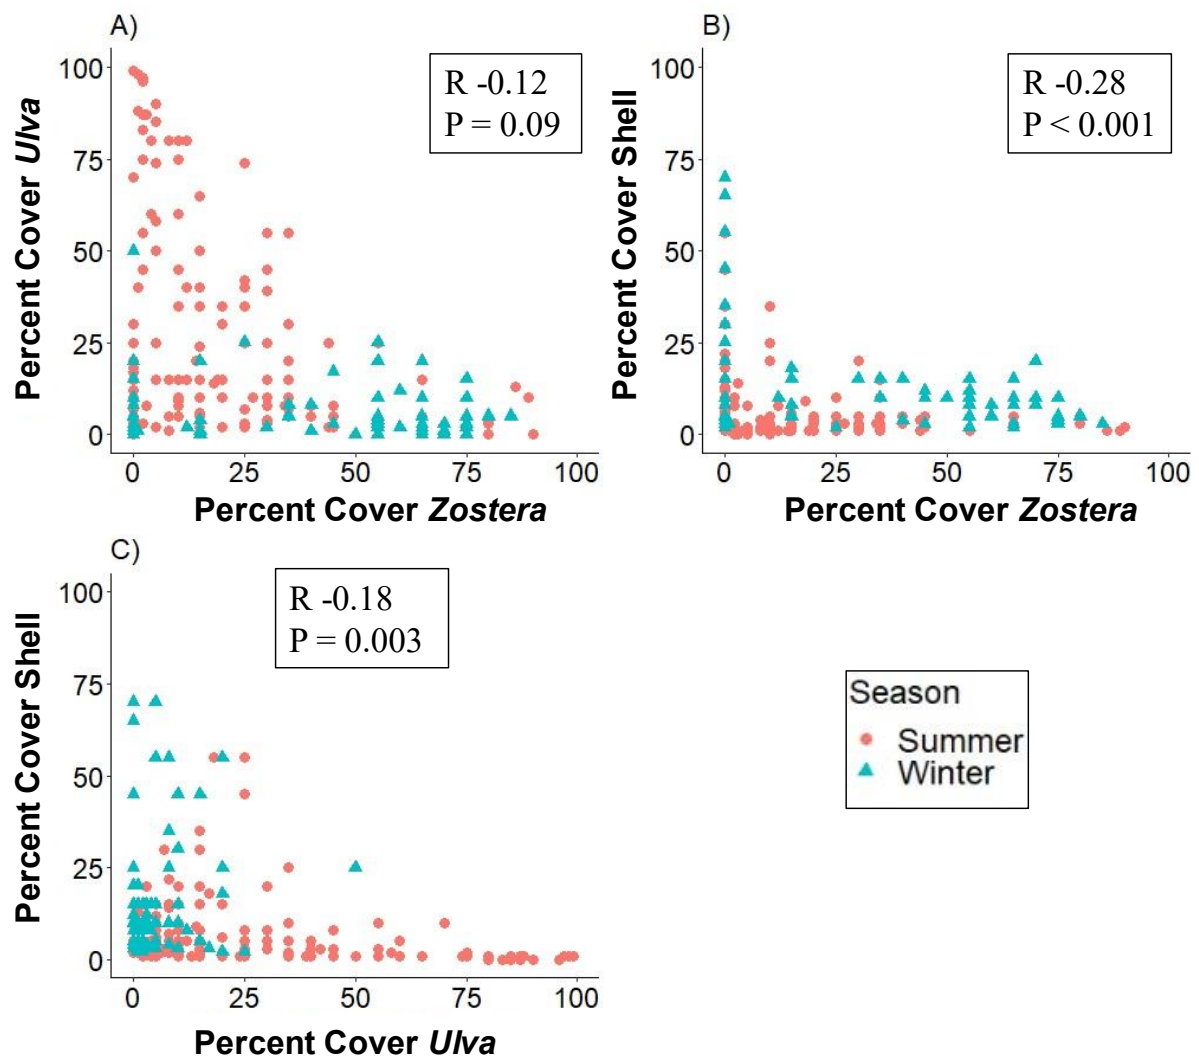 A)
R -0.12
P = 0.09
Percent Cover Ulva
100
75
50
25
0
0 25 50 75 100
Percent Cover Zostera
B)
R -0.28
P < 0.001
Percent Cover Shell
100
75
50
25
0
0 25 50 75 100
Percent Cover Zostera
C)
R -0.18
P = 0.003
Percent Cover Shell
100
75
50
25
0
0 25 50 75 100
Percent Cover Ulva
Season
Summer
Winter